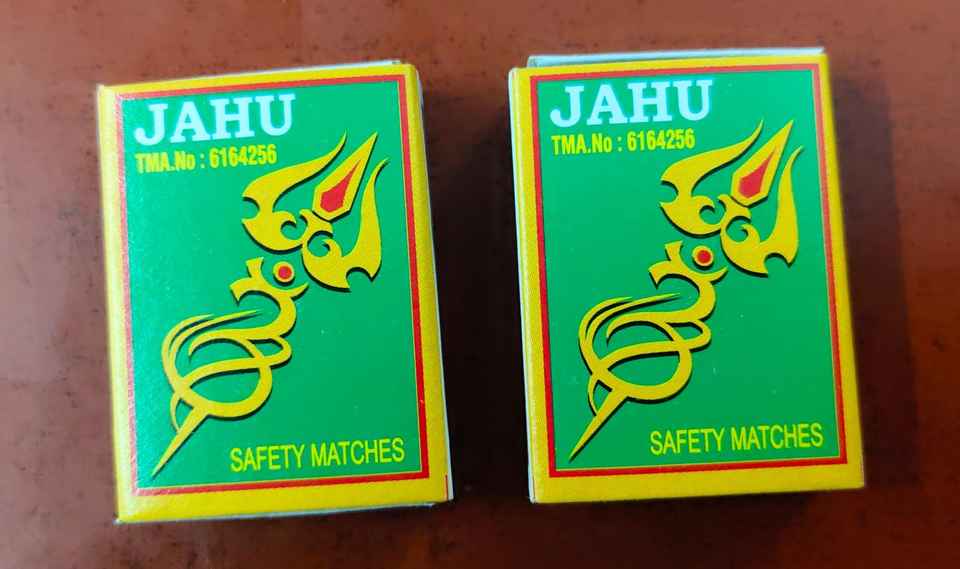 JAHU
TMA.No : 6164256
SAFETY MATCHES
JAHU
TMA.No : 6164256
SAFETY MATCHES